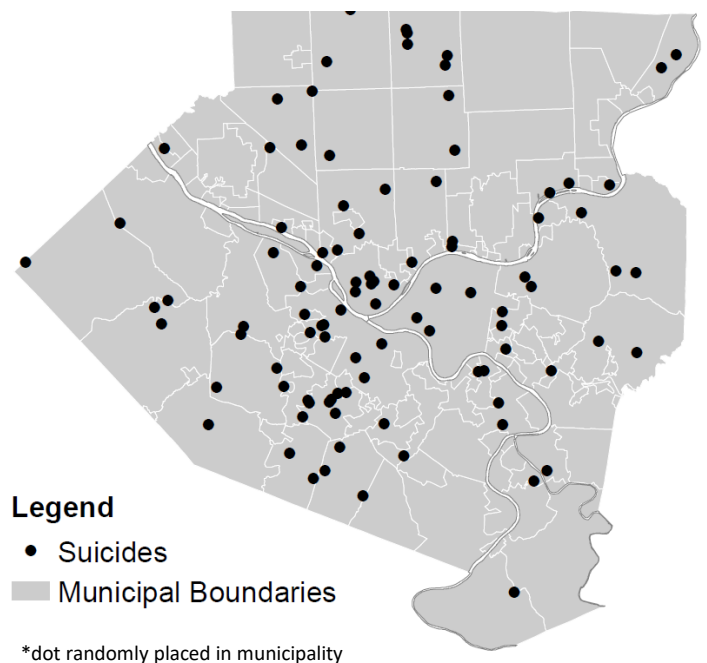 Legend
Suicides
Municipal Boundaries
*dot randomly placed in municipality